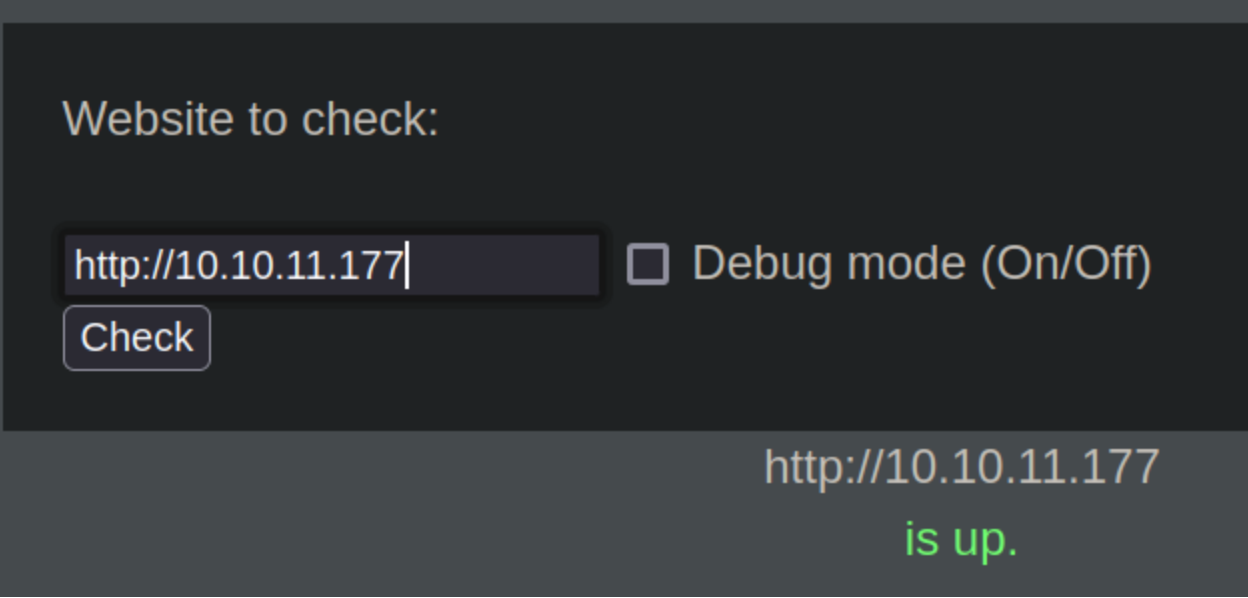 Website to check:
http://10.10.11.177 Debug mode (On/Off)
Check
http://10.10.11.177
is up.